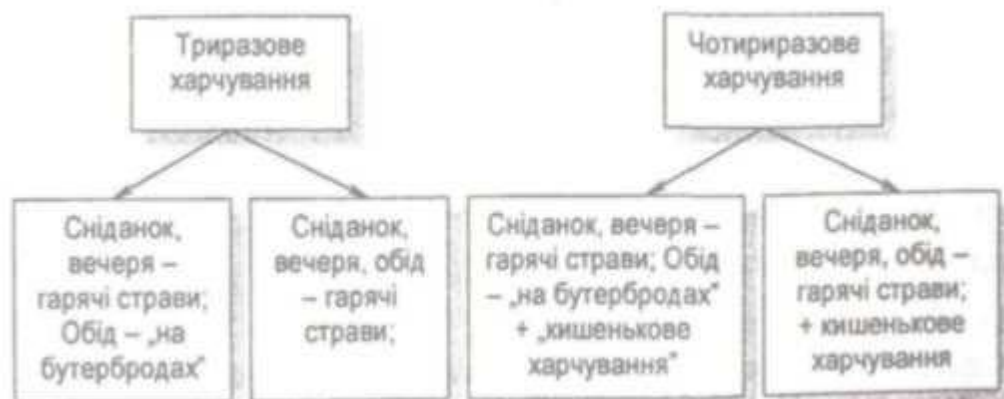 Триразове
харчування
Чотириразове
харчування
Сніданок,
вечеря –
гарячі страви;
Обід – „на
бутербродах"
Сніданок,
вечеря, обід
– гарячі
страви;
Сніданок, вечеря –
гарячі страви; Обід
– „на бутербродах"
+ „кишенькове
харчування"
Сніданок,
вечеря, обід –
гарячі страви;
+ кишенькове
харчування